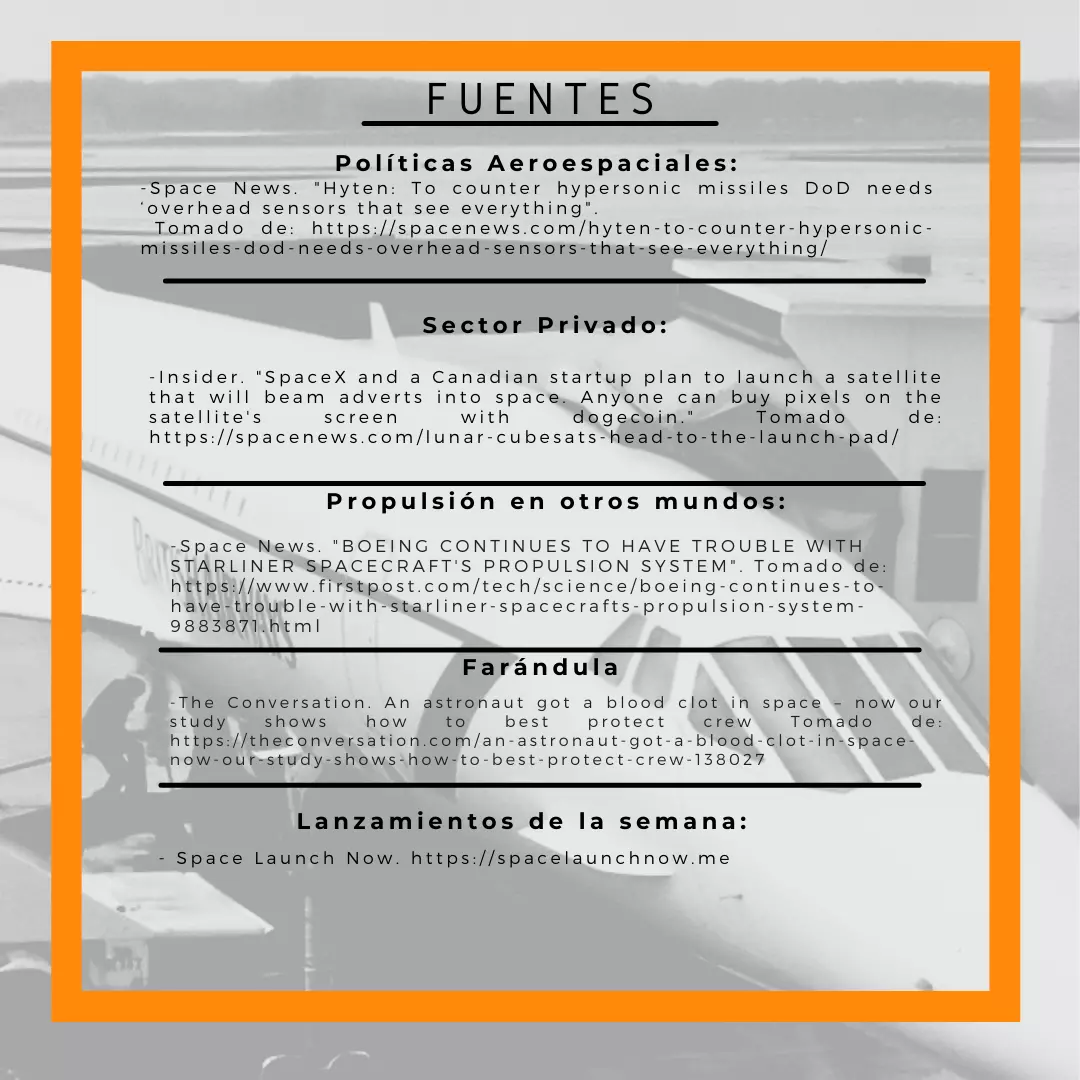 FUENTES
Políticas Aeroespaciales:
-Space News. "Hyten: To counter hypersonic missiles DoD needs
‘overhead sensors that see everything".
Tomado de: https://spacenews.com/hyten-to-counter-hypersonic-
missiles-dod-needs-overhead-sensors-that-see-everything/
Sector Privado:
-Insider. "SpaceX and a Canadian startup plan to launch a satellite
that will beam adverts into space. Anyone can buy pixels on the
satellite's screen with dogecoin." Tomado de:
https://spacenews.com/lunar-cubesats-head-to-the-launch-pad/
Propulsión en otros mundos:
-Space News. "BOEING CONTINUES TO HAVE TROUBLE WITH
STARLINER SPACECRAFT'S PROPULSION SYSTEM". Tomado de:
https://www.firstpost.com/tech/science/boeing-continues-to-
have-trouble-with-starliner-spacecrafts-propulsion-system-
9883871.html
Farándula
-The Conversation. An astronaut got a blood clot in space – now our
study shows how to best protect crew Tomado de:
https://theconversation.com/an-astronaut-got-a-blood-clot-in-space-
now-our-study-shows-how-to-best-protect-crew-138027
Lanzamientos de la semana:
- Space Launch Now. https://spacelaunchnow.me